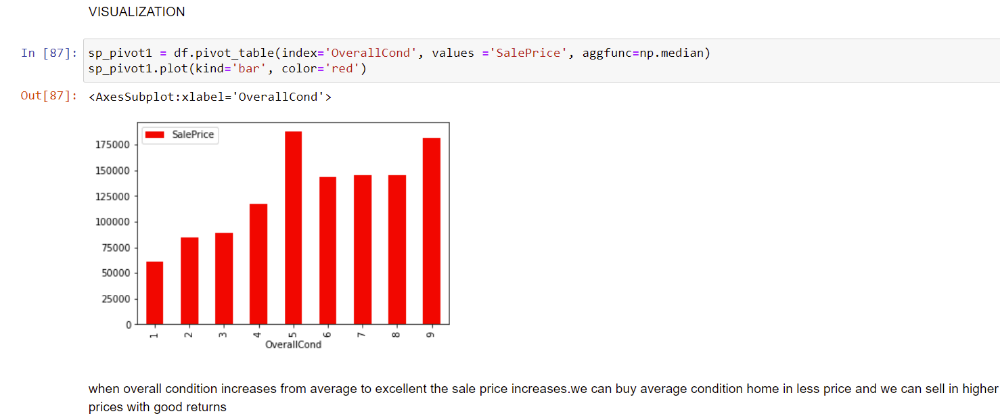 VISUALIZATION
In [87]: sp_pivot1 = df.pivot_table(index='OverallCond', values ='SalePrice', aggfunc=np.median)
sp_pivot1.plot(kind='bar', color='red')
Out[87]: <AxesSubplot:xlabel='OverallCond'>
SalePrice
175000
150000
125000
100000
75000
50000
25000
0
1 2 3 4 5 6 7 8 9
OverallCond
when overall condition increases from average to excellent the sale price increases.we can buy average condition home in less price and we can sell in higher
prices with good returns